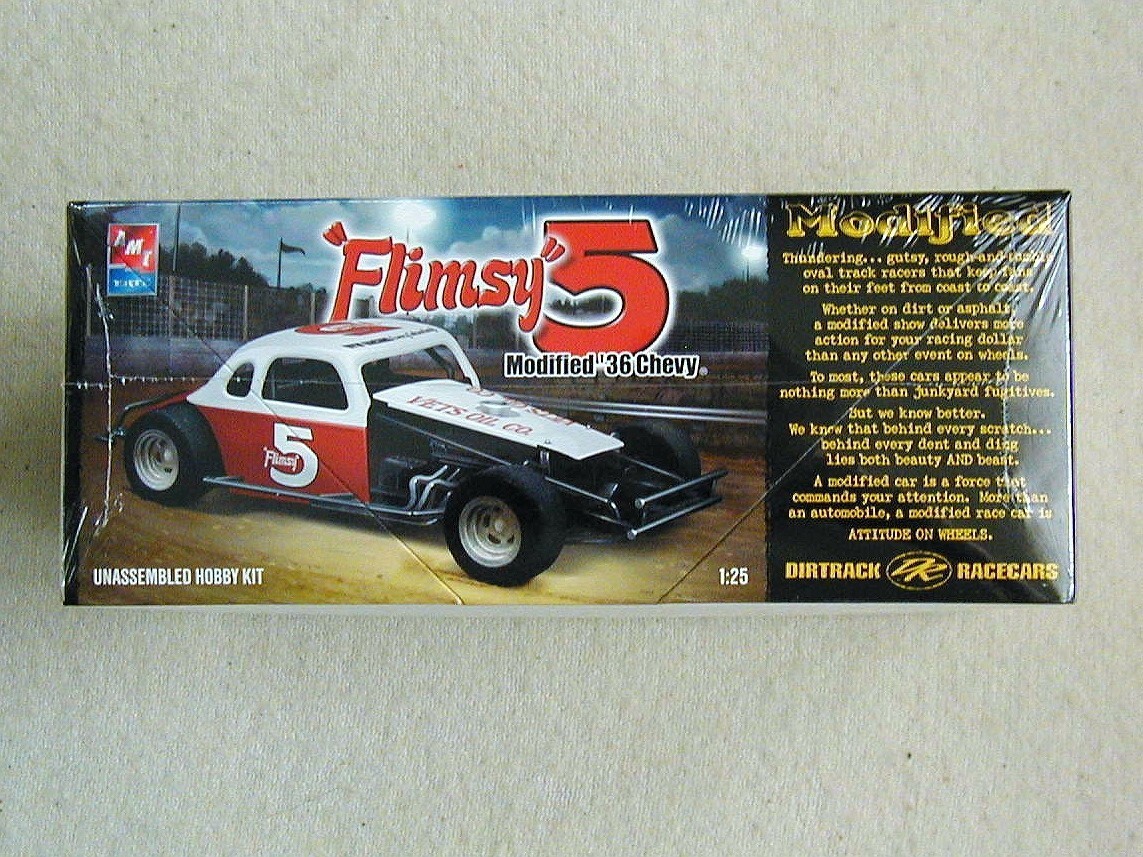 AMT
ERTL
"Flimsy" 5
Modified '36 Chevy
VETS OIL CO.
5
Flimsy
UNASSEMBLED HOBBY KIT
1:25
Modified
Thundering... gutsy, rough and tumble
oval track racers that keep fans
on their feet from coast to coast.
Whether on dirt or asphalt,
a modified show delivers more
action for your racing dollar
than any other event on wheels.
To most, these cars appear to be
nothing more than junkyard fugitives.
But we know better.
We know that behind every scratch...
behind every dent and ding
lies both beauty AND beast.
A modified car is a force that
commands your attention. More than
an automobile, a modified race car is
ATTITUDE ON WHEELS.
DIRTRACK DR RACECARS